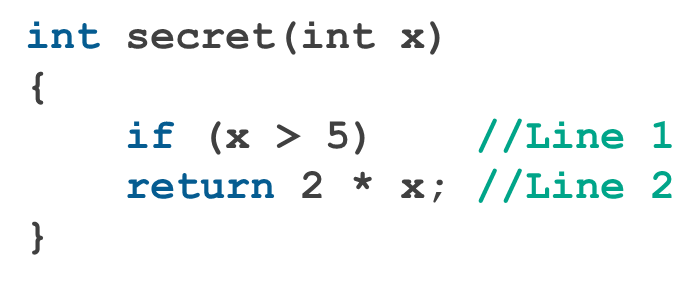 int secret(int x)
{
    if (x > 5)     //Line 1
    return 2 * x; //Line 2
}